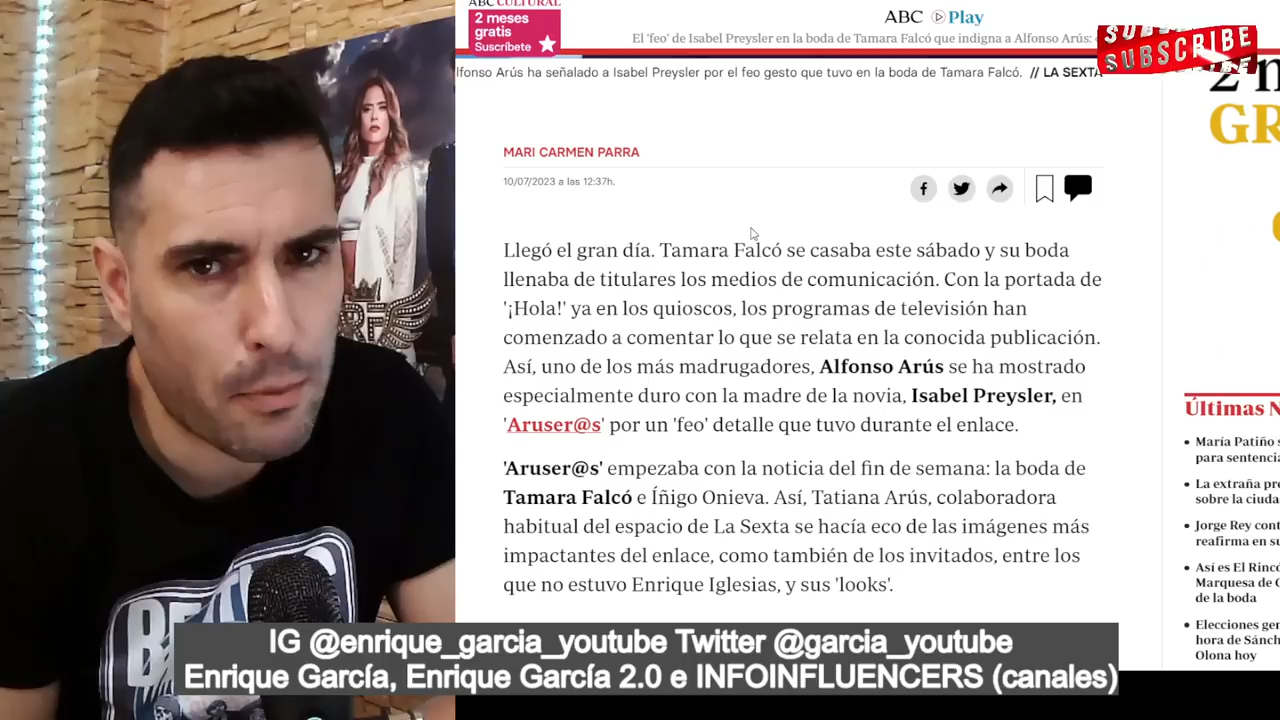 ABC CULTURAL
2 meses
gratis
Suscríbete
ABC Play
El 'feo' de Isabel Preysler en la boda de Tamara Falcó que indigna a Alfonso Arús:
SUBSCRIBE
lfonso Arús ha señalado a Isabel Preysler por el feo gesto que tuvo en la boda de Tamara Falcó. // LA SEXTA
GR
MARI CARMEN PARRA
10/07/2023 a las 12:37h.
Llegó el gran día. Tamara Falcó se casaba este sábado y su boda
llenaba de titulares los medios de comunicación. Con la portada de
'¡Hola!' ya en los quioscos, los programas de televisión han
comenzado a comentar lo que se relata en la conocida publicación.
Así, uno de los más madrugadores, Alfonso Arús se ha mostrado
especialmente duro con la madre de la novia, Isabel Preysler, en
'Aruser@s' por un 'feo' detalle que tuvo durante el enlace.
'Aruser@s' empezaba con la noticia del fin de semana: la boda de
Tamara Falcó e Íñigo Onieva. Así, Tatiana Arús, colaboradora
habitual del espacio de La Sexta se hacía eco de las imágenes más
impactantes del enlace, como también de los invitados, entre los
que no estuvo Enrique Iglesias, y sus 'looks'.
Últimas N
María Patiño s
para sentencia
La extraña pre
sobre la ciuda
Jorge Rey cont
reafirma en su
Así es El Rincó
Marquesa de G
de la boda
Elecciones gen
hora de Sánch
Olona hoy
BE
IG @enrique_garcia_youtube Twitter @garcia_youtube
Enrique García, Enrique García 2.0 e INFOINFLUENCERS (canales)